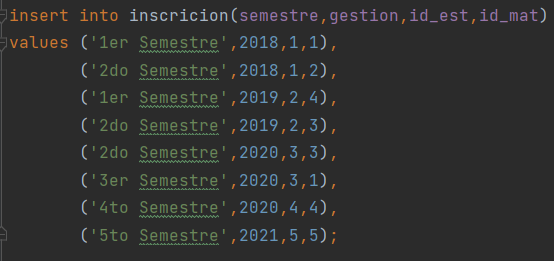 insert into inscricion(semestre,gestion,id_est,id_mat)
values ('1er Semestre',2018,1,1),
('2do Semestre',2018,1,2),
('1er Semestre',2019,2,4),
('2do Semestre',2019,2,3),
('2do Semestre',2020,3,3),
('3er Semestre',2020,3,1),
('4to Semestre',2020,4,4),
('5to Semestre',2021,5,5);